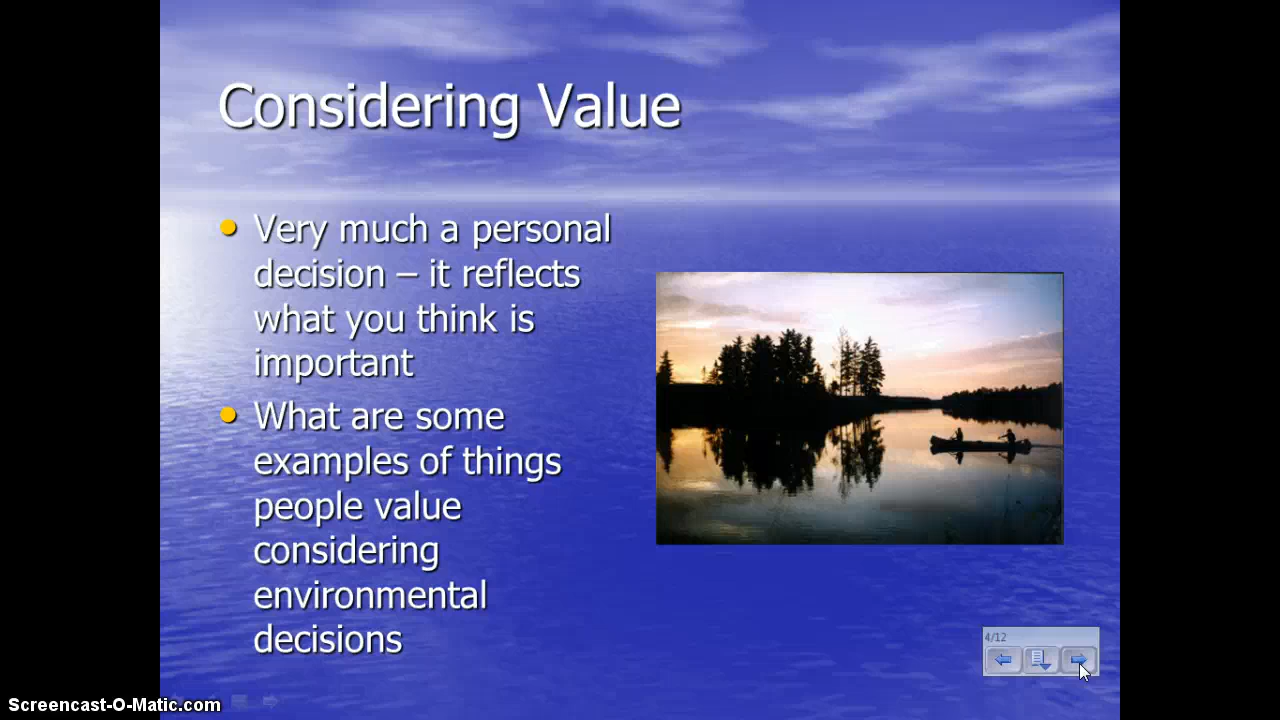 Considering Value
Very much a personal
decision – it reflects
what you think is
important
What are some
examples of things
people value
considering
environmental
decisions
4/12
Screencast-O-Matic.com